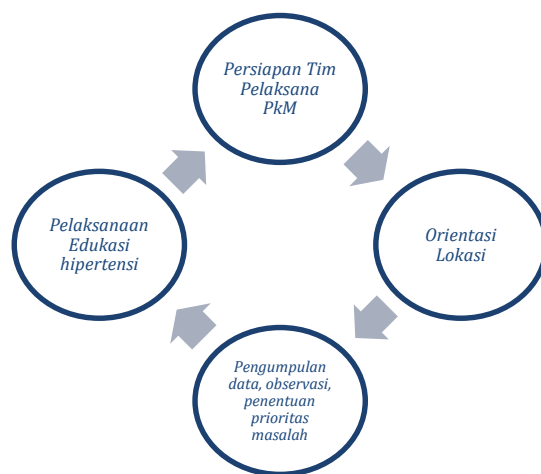 Persiapan Tim
Pelaksana
PkM
Orientasi
Lokasi
Pengumpulan
data, observasi,
penentuan
prioritas
masalah
Pelaksanaan
Edukasi
hipertensi